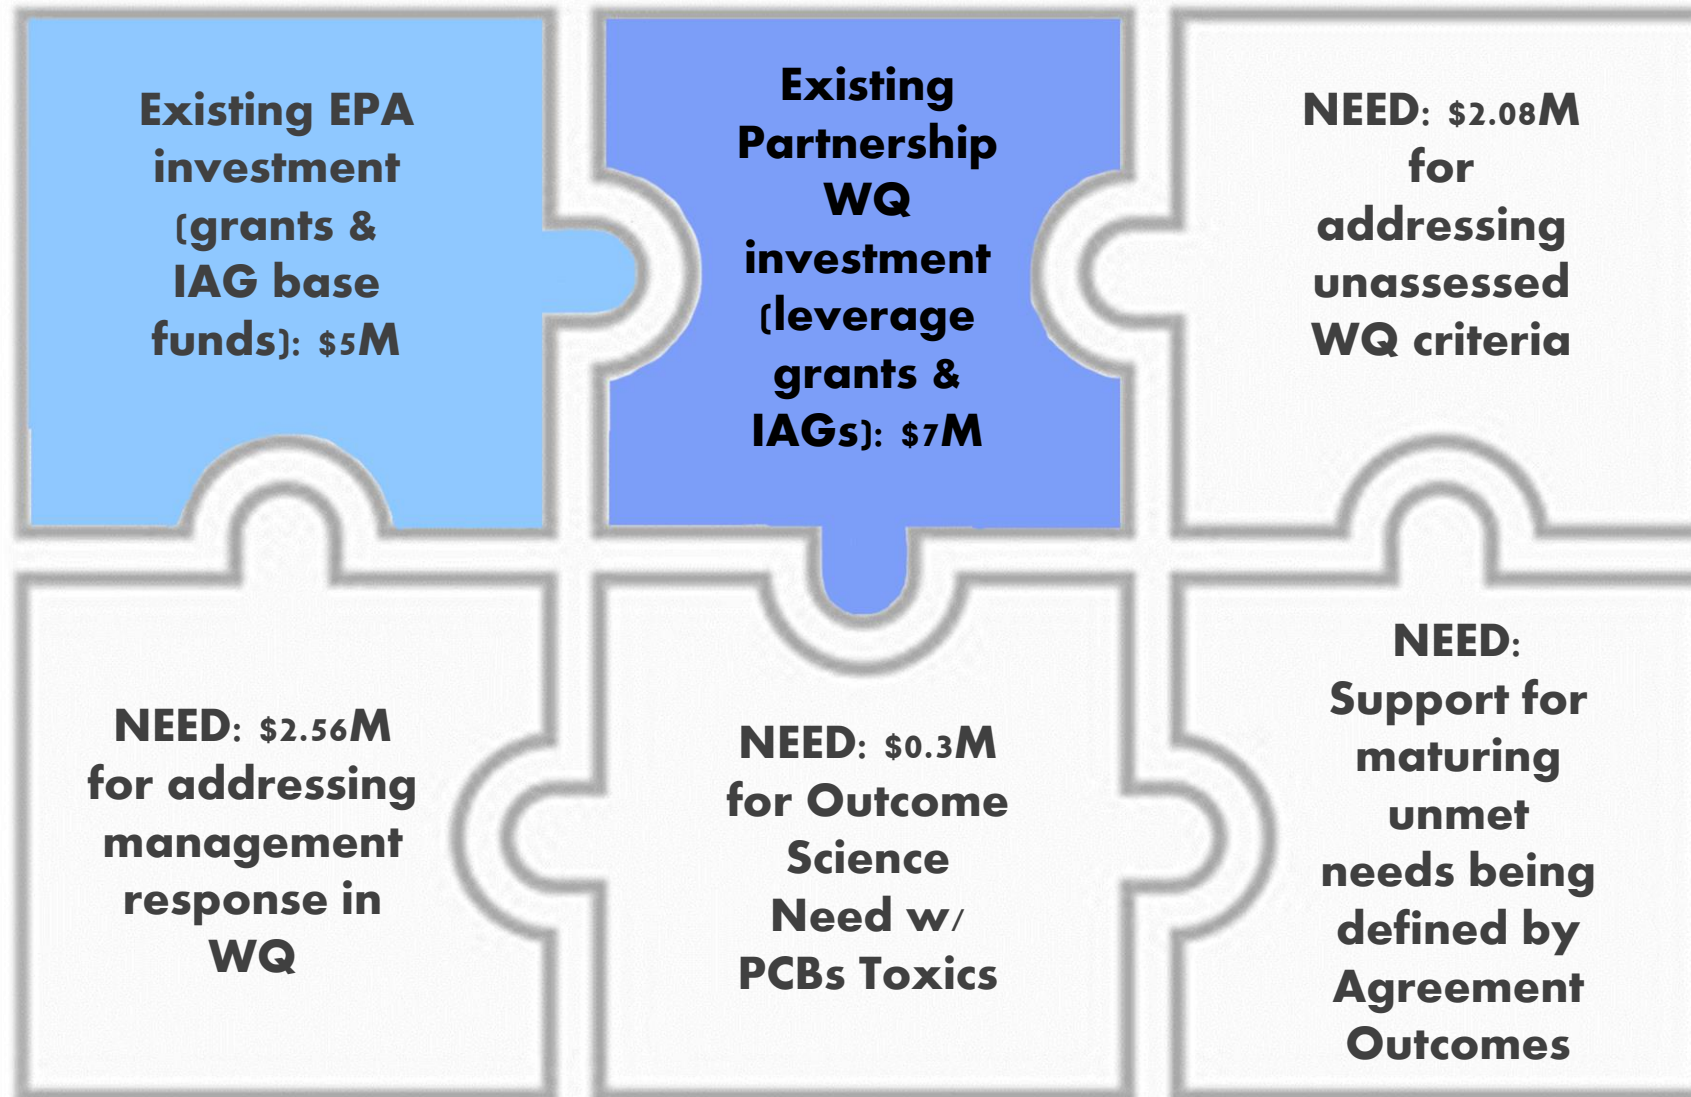 Existing EPA
investment
(grants &
IAG base
funds): $5M
Existing
Partnership
WQ
investment
(leverage
grants &
IAGs): $7M
NEED: $2.08M
for
addressing
unassessed
WQ criteria
NEED: $2.56M
for addressing
management
response in
WQ
NEED: $0.3M
for Outcome
Science
Need w/
PCBs Toxics
NEED:
Support for
maturing
unmet
needs being
defined by
Agreement
Outcomes